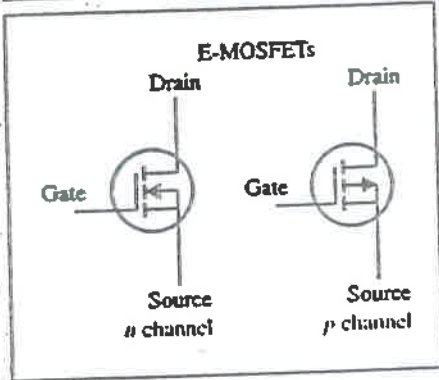 E-MOSFETs
Drain Drain
Gate Gate
Source Source
n channel p channel